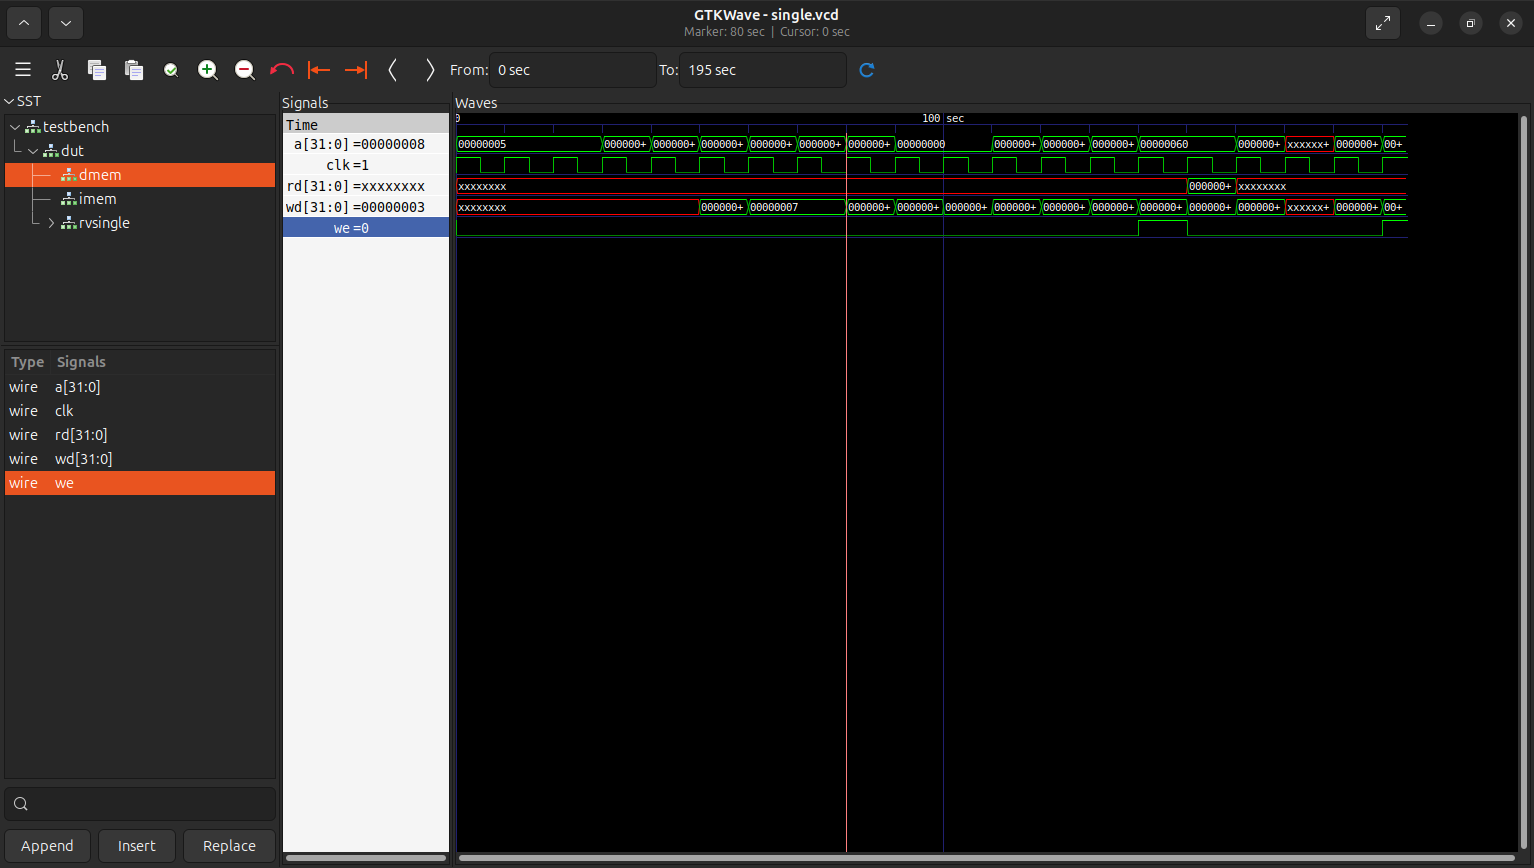 GTKWave - single.vcd
Marker: 80 sec | Cursor: 0 sec
From: 0 sec To: 195 sec
SST
testbench
dut
dmem
imem
rvsingle
Type Signals
wire a[31:0]
wire clk
wire rd[31:0]
wire wd[31:0]
wire we
Append Insert Replace
Signals
Time
a[31:0] =00000008
clk =1
rd[31:0] =xxxxxxxx
wd[31:0] =00000003
we =0
Waves
0 100 sec
00000005 000000+ 000000+ 000000+ 000000+ 000000+ 000000+ 00000000 000000+ 000000+ 000000+ 00000060 000000+ xxxxxx+ 000000+ 00+
xxxxxxxx 000000+ xxxxxxxx
xxxxxxxx 000000+ 00000007 000000+ 000000+ 000000+ 000000+ 000000+ 000000+ 000000+ 000000+ 000000+ xxxxxx+ 000000+ 00+